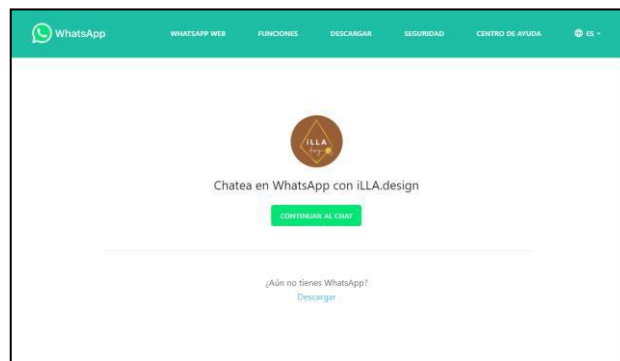 WhatsApp
WHATSAPP WEB
FUNCIONES
DESCARGAR
SEGURIDAD
CENTRO DE AYUDA
ES
iLLA
Chatea en WhatsApp con iLLA.design
CONTINUAR AL CHAT
¿Aún no tienes WhatsApp?
Descargar